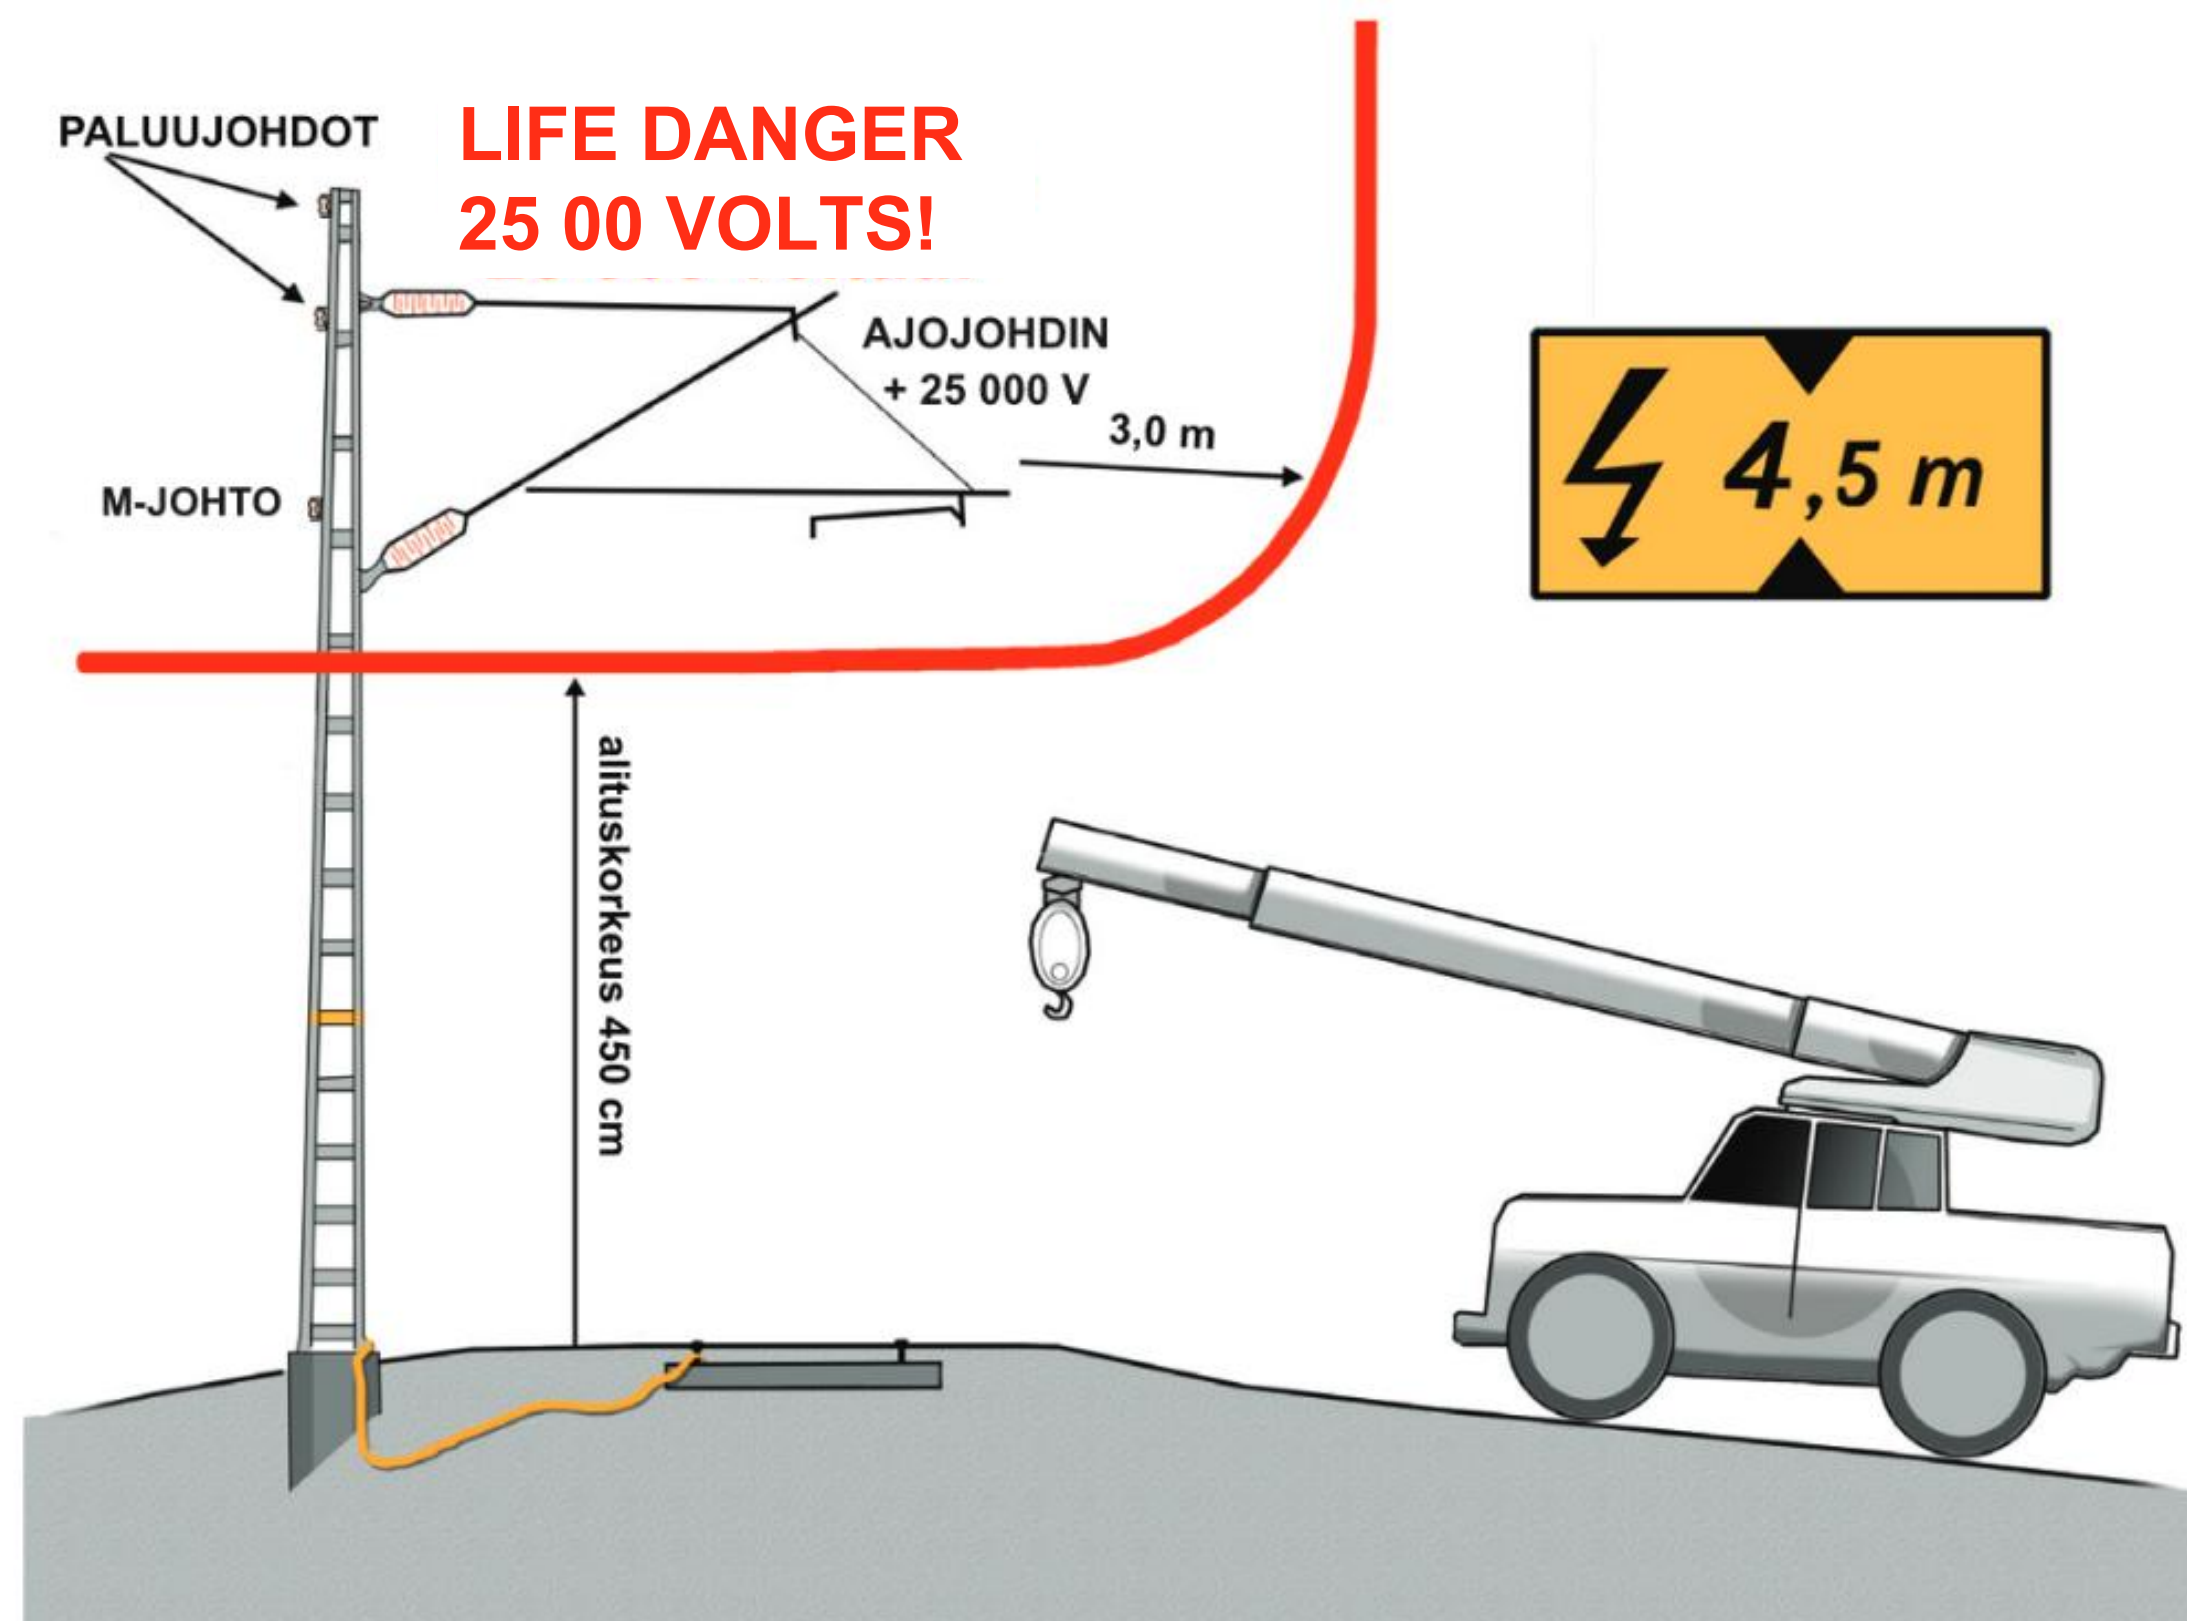 PALUUJOHDOT
LIFE DANGER
25 00 VOLTS!
AJOJOHDIN
+ 25 000 V
3,0 m
4,5 m
M-JOHTO
alituskorkeus 450 cm